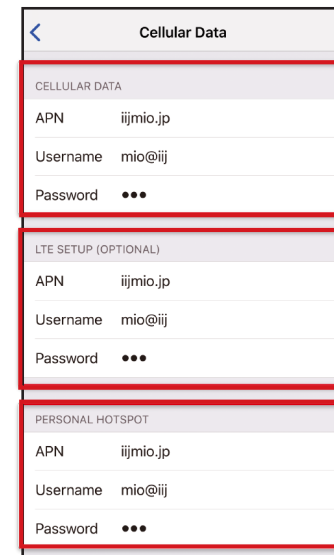 Cellular Data
CELLULAR DATA
APN iijmio.jp
Username mio@iij
Password •••
LTE SETUP (OPTIONAL)
APN iijmio.jp
Username mio@iij
Password •••
PERSONAL HOTSPOT
APN iijmio.jp
Username mio@iij
Password •••